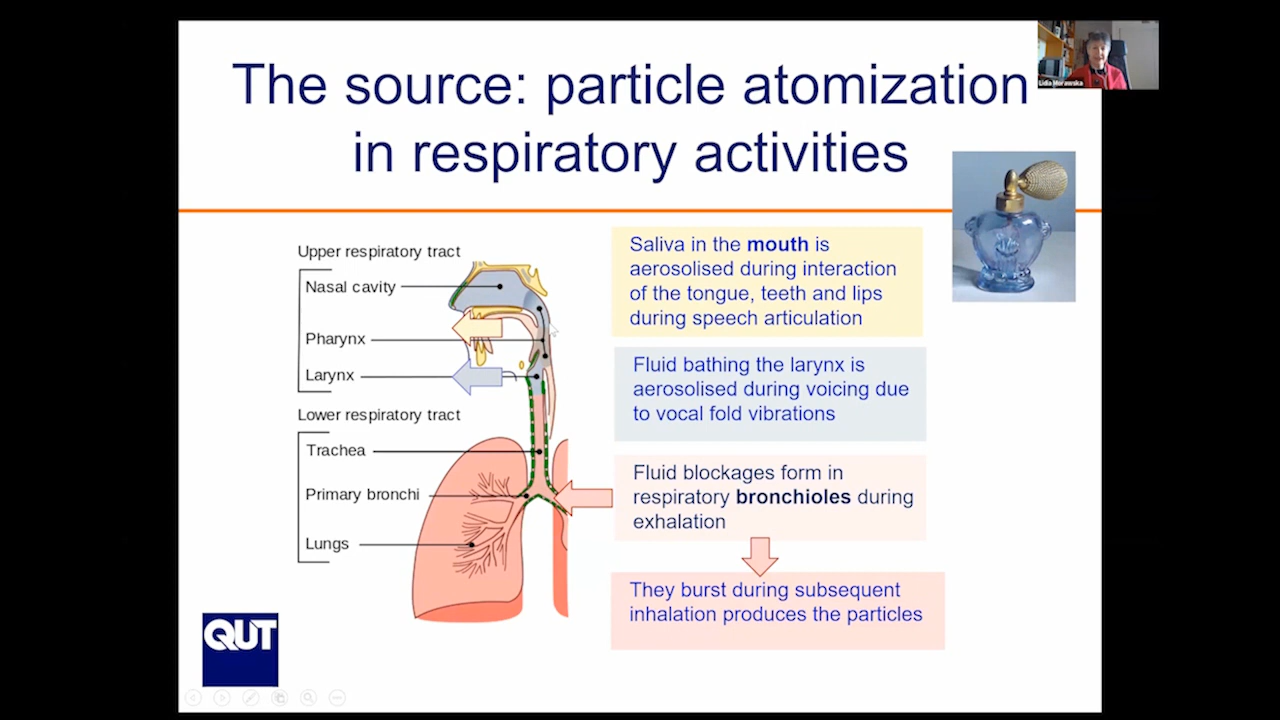 The source: particle atomization
in respiratory activities
Lidia Morawska
Upper respiratory tract
Nasal cavity
Pharynx
Larynx
Lower respiratory tract
Trachea
Primary bronchi
Lungs
Saliva in the mouth is
aerosolised during interaction
of the tongue, teeth and lips
during speech articulation
Fluid bathing the larynx is
aerosolised during voicing due
to vocal fold vibrations
Fluid blockages form in
respiratory bronchioles during
exhalation
They burst during subsequent
inhalation produces the particles
QUT